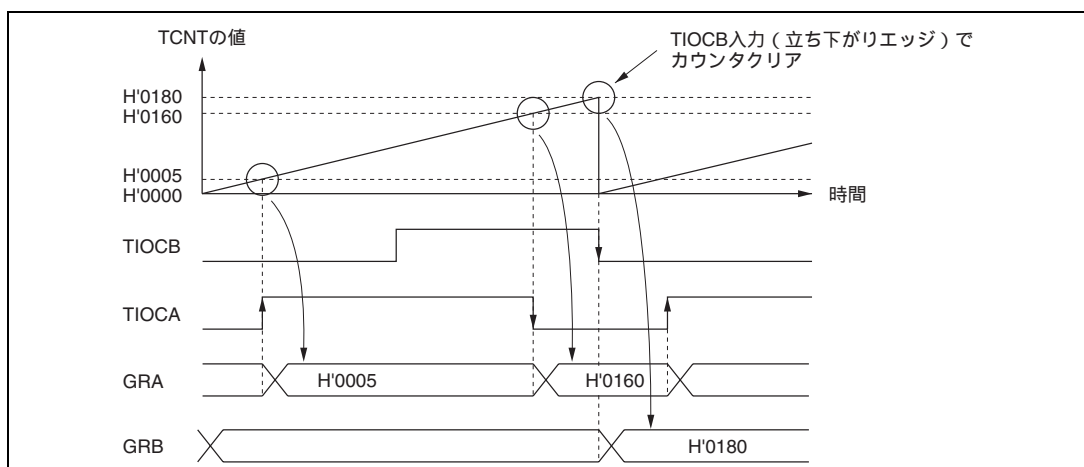 TCNTの値
TIOCB入力（立ち下がりエッジ）で
カウンタクリア
H'0180
H'0160
H'0005
H'0000
時間
TIOCB
TIOCA
GRA
H'0005
H'0160
GRB
H'0180